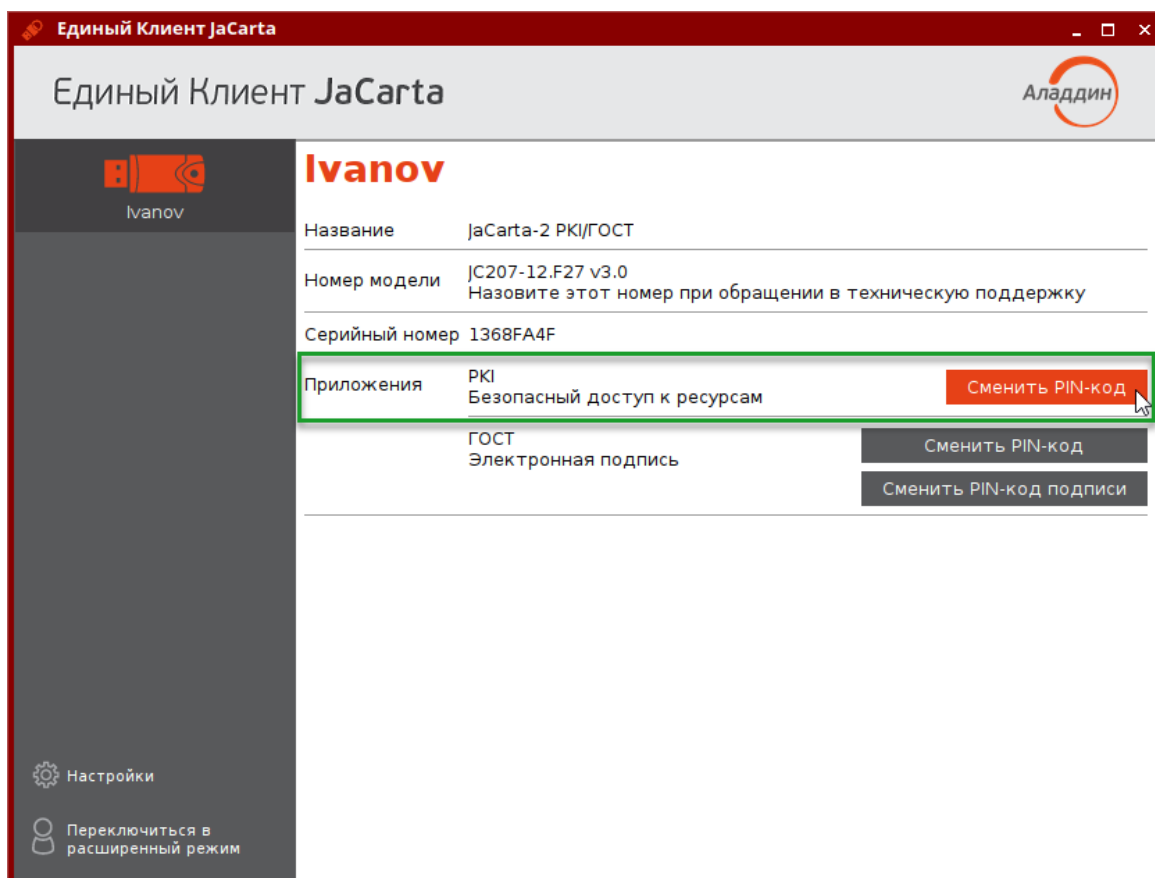 Единый Клиент JaCarta
Единый Клиент JaCarta
Аладдин
Ivanov
Ivanov
Название JaCarta-2 PKI/ГОСТ
Номер модели JC207-12.F27 v3.0
Назовите этот номер при обращении в техническую поддержку
Серийный номер 1368FA4F
Приложения PKI
Безопасный доступ к ресурсам
Сменить PIN-код
ГОСТ
Электронная подпись
Сменить PIN-код
Сменить PIN-код подписи
Настройки
Переключиться в
расширенный режим